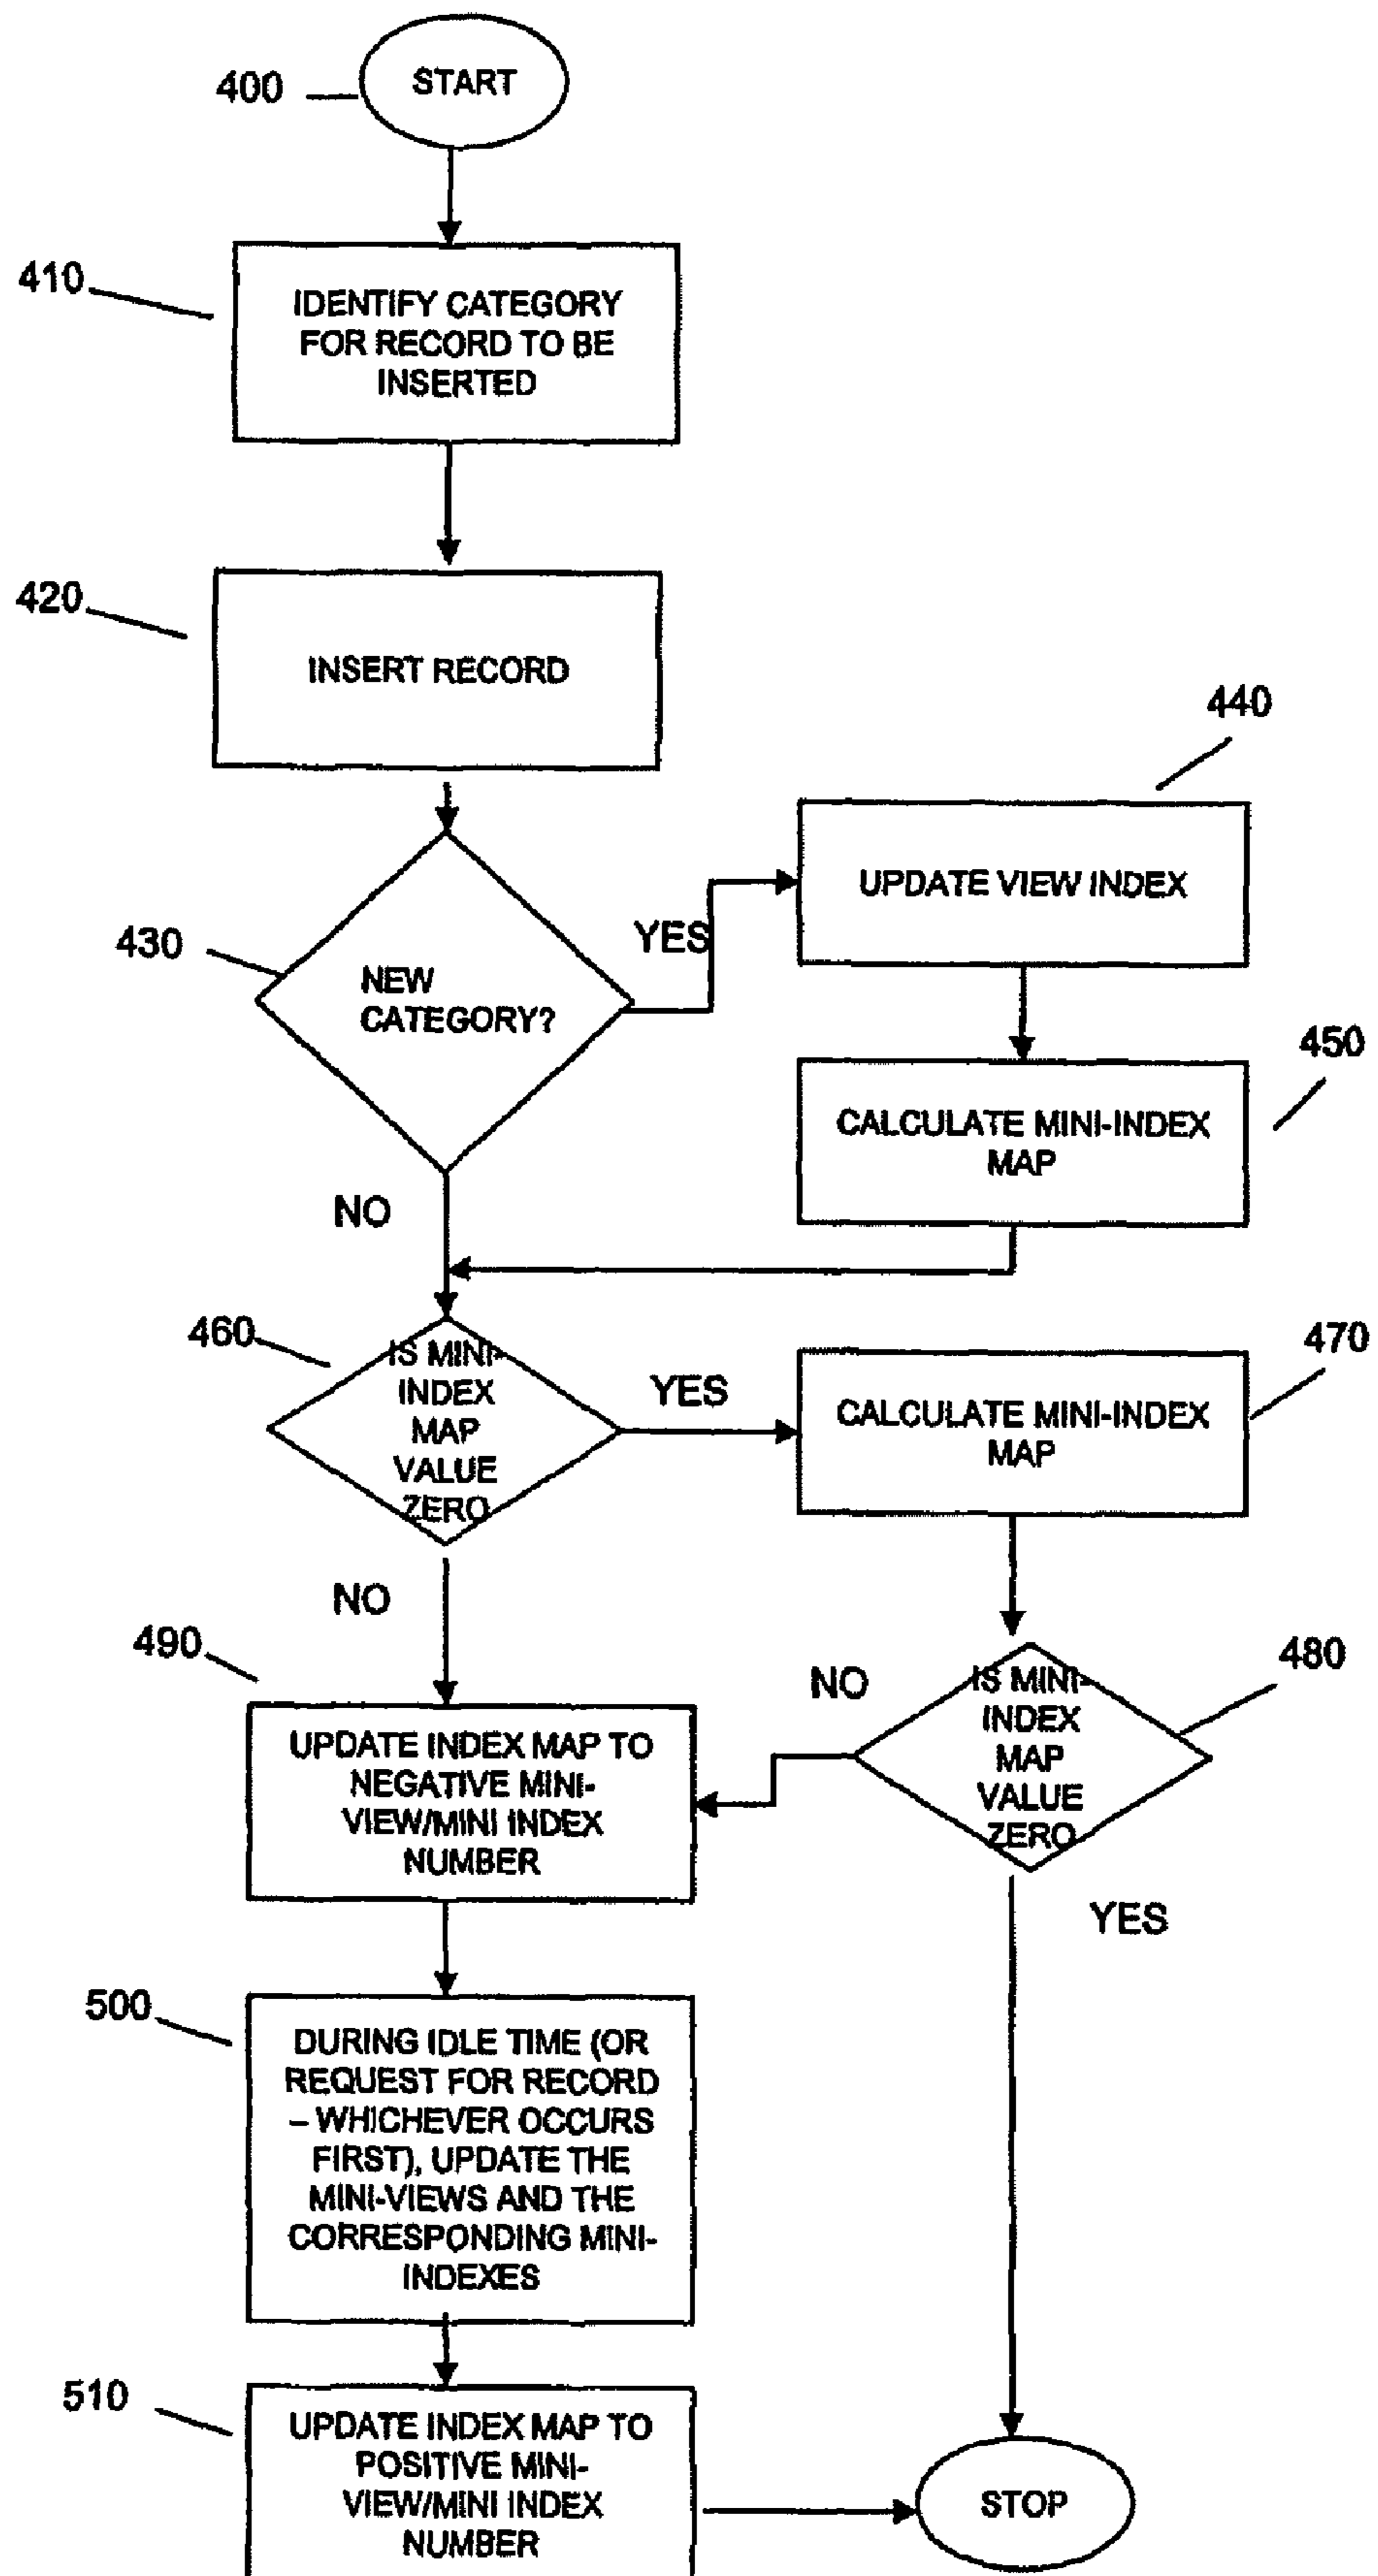 400
START
410
IDENTIFY CATEGORY
FOR RECORD TO BE
INSERTED
420
INSERT RECORD
440
UPDATE VIEW INDEX
430
NEW
CATEGORY?
YES
450
CALCULATE MINI-INDEX
MAP
NO
460
IS MINI-
INDEX
MAP
VALUE
ZERO
YES
470
CALCULATE MINI-INDEX
MAP
NO
490
UPDATE INDEX MAP TO
NEGATIVE MINI-
VIEW/MINI INDEX
NUMBER
NO
480
IS MINI-
INDEX
MAP
VALUE
ZERO
YES
500
DURING IDLE TIME (OR
REQUEST FOR RECORD
– WHICHEVER OCCURS
FIRST), UPDATE THE
MINI-VIEWS AND THE
CORRESPONDING MINI-
INDEXES
510
UPDATE INDEX MAP TO
POSITIVE MINI-
VIEW/MINI INDEX
NUMBER
STOP